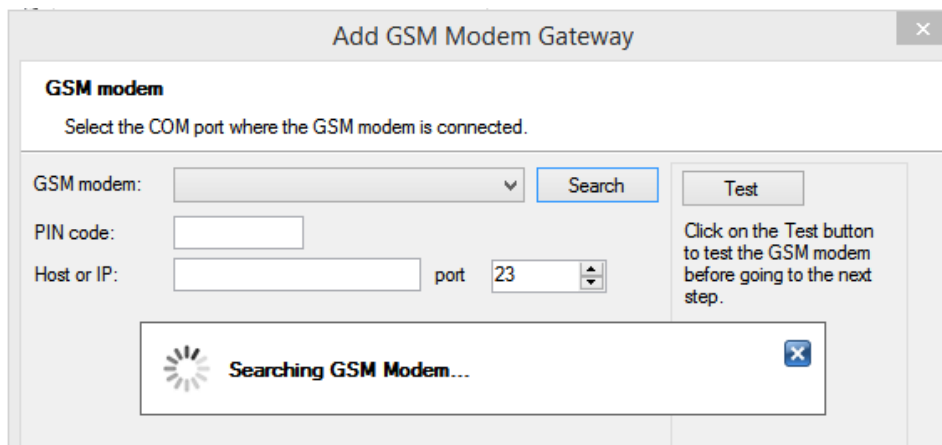 Add GSM Modem Gateway
GSM modem
Select the COM port where the GSM modem is connected.
GSM modem:
Search
Test
PIN code:
Click on the Test button
to test the GSM modem
before going to the next
step.
Host or IP:
port
23
Searching GSM Modem...